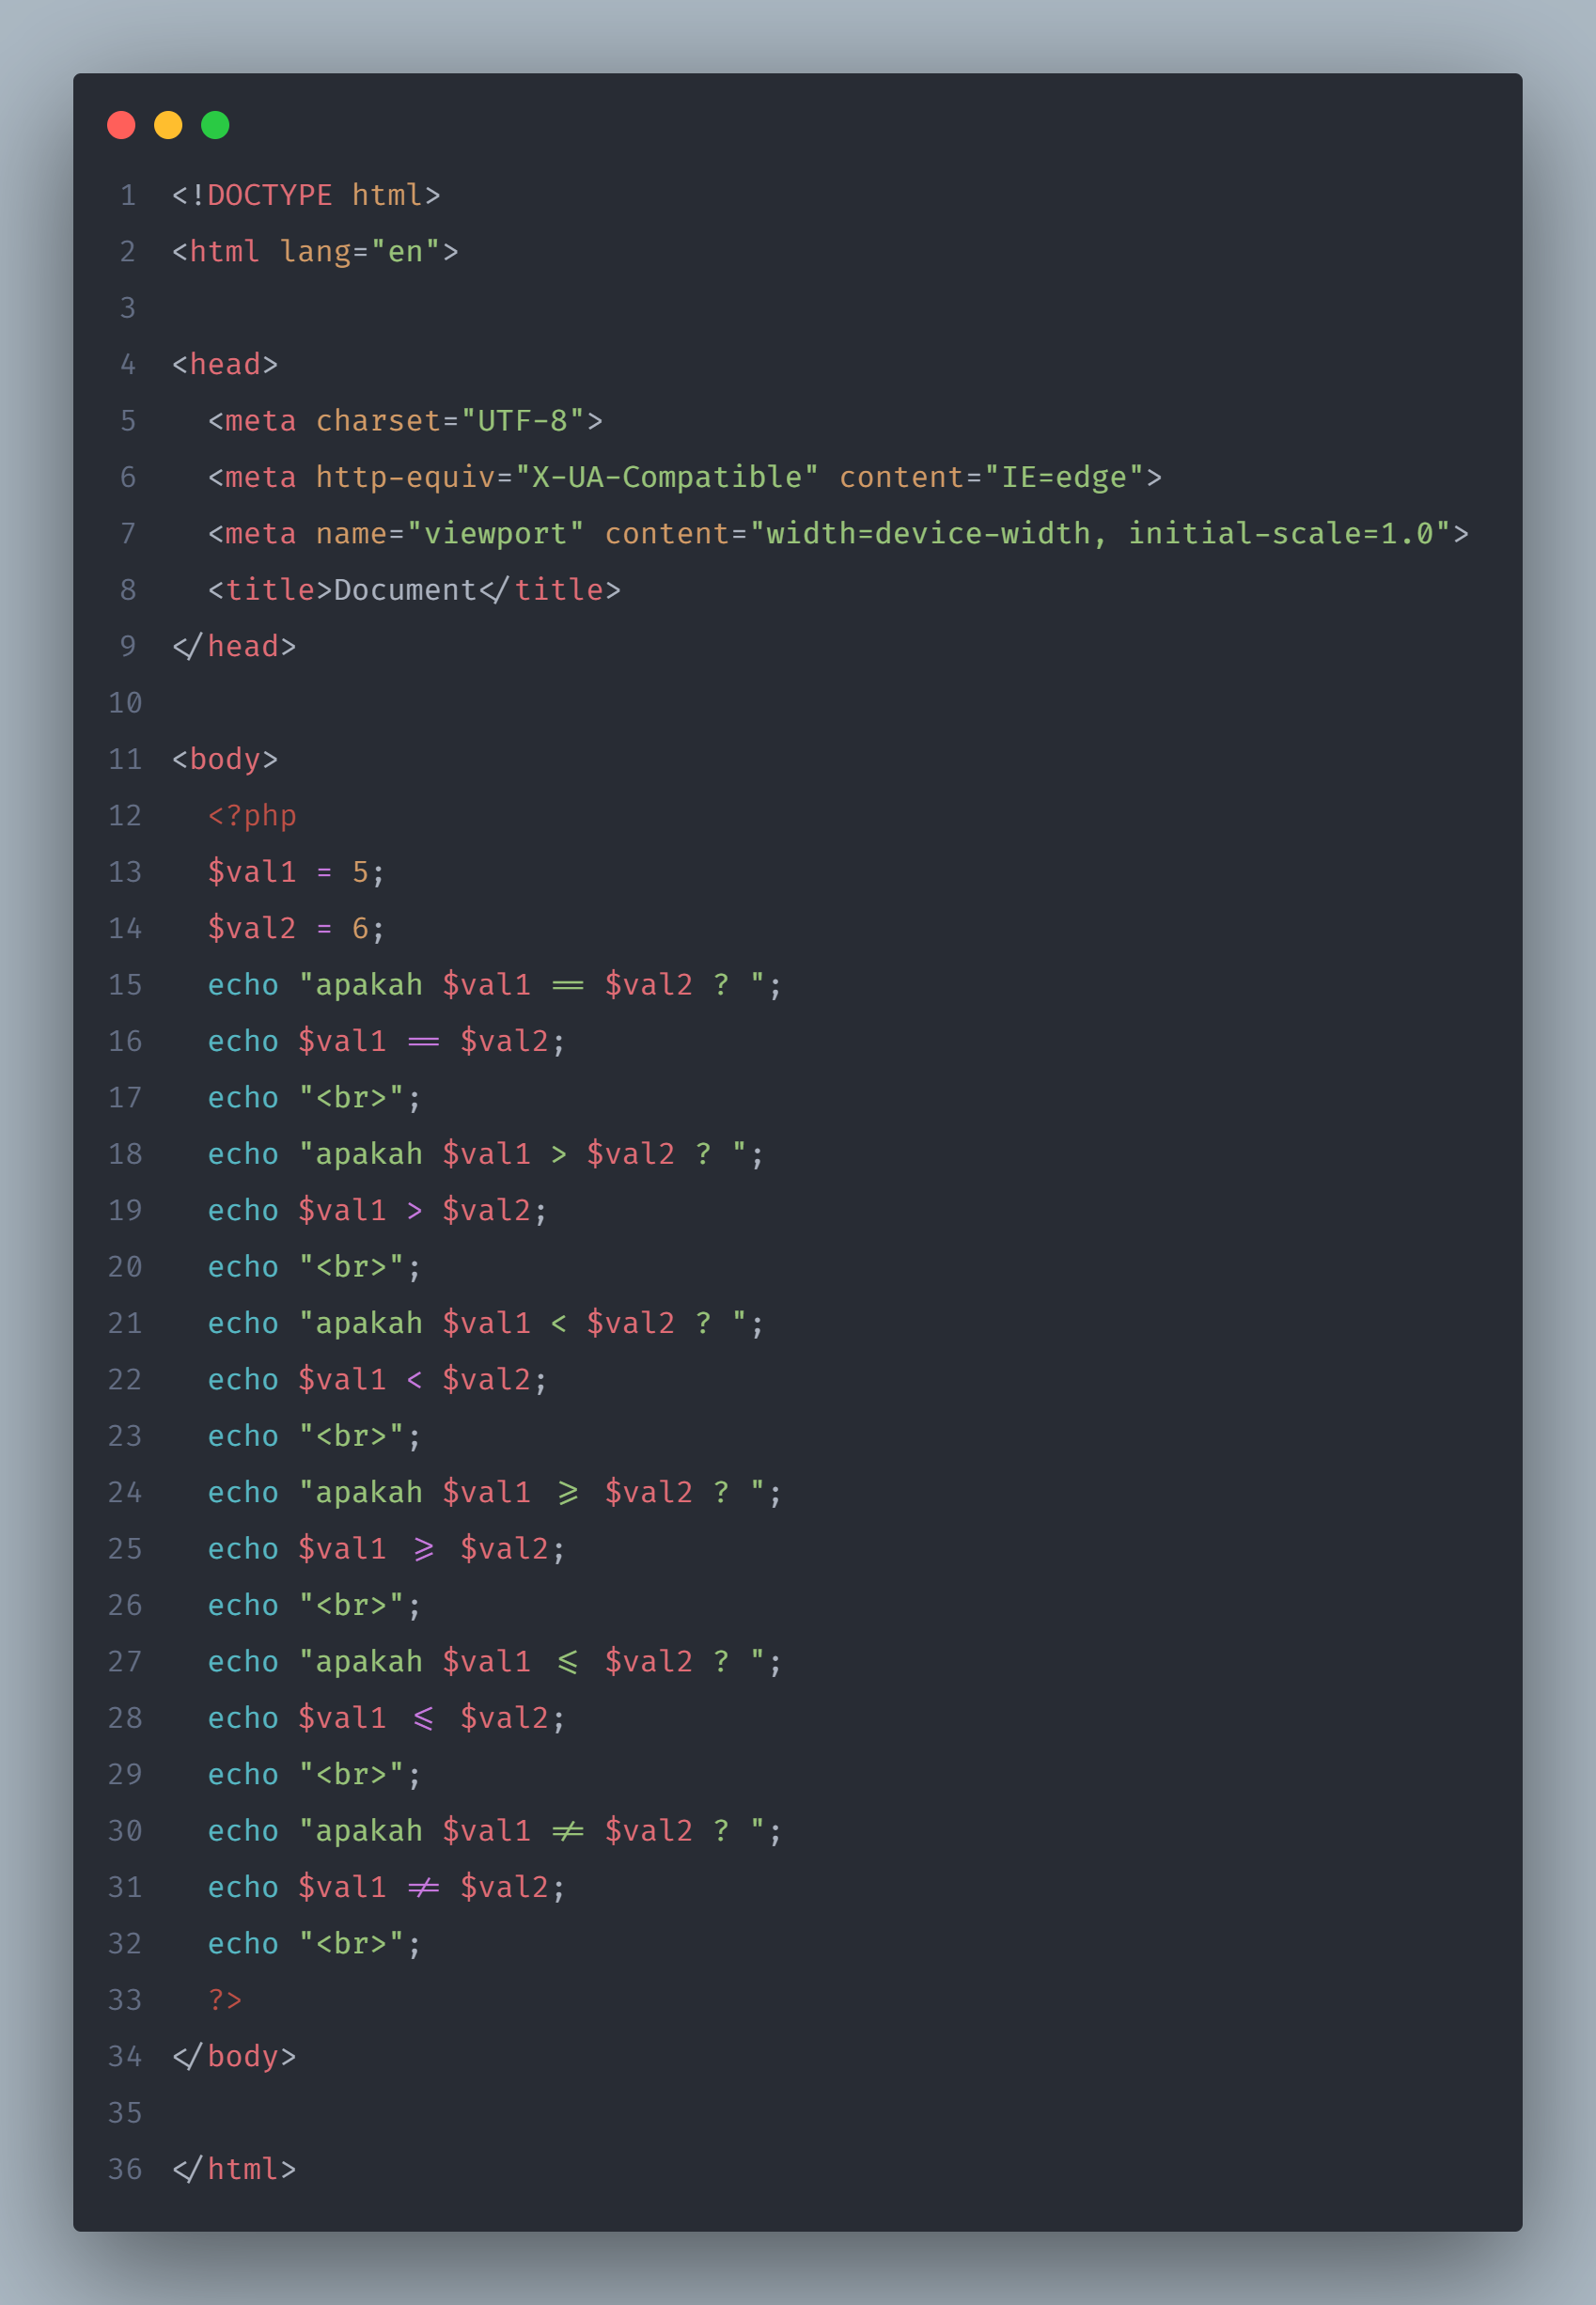 1 <!DOCTYPE html>
2 <html lang="en">
3
4 <head>
5   <meta charset="UTF-8">
6   <meta http-equiv="X-UA-Compatible" content="IE=edge">
7   <meta name="viewport" content="width=device-width, initial-scale=1.0">
8   <title>Document</title>
9 </head>
10
11 <body>
12   <?php
13   $val1 = 5;
14   $val2 = 6;
15   echo "apakah $val1 == $val2 ? ";
16   echo $val1 == $val2;
17   echo "<br>";
18   echo "apakah $val1 > $val2 ? ";
19   echo $val1 > $val2;
20   echo "<br>";
21   echo "apakah $val1 < $val2 ? ";
22   echo $val1 < $val2;
23   echo "<br>";
24   echo "apakah $val1 >= $val2 ? ";
25   echo $val1 >= $val2;
26   echo "<br>";
27   echo "apakah $val1 <= $val2 ? ";
28   echo $val1 <= $val2;
29   echo "<br>";
30   echo "apakah $val1 != $val2 ? ";
31   echo $val1 != $val2;
32   echo "<br>";
33   ?>
34 </body>
35
36 </html>